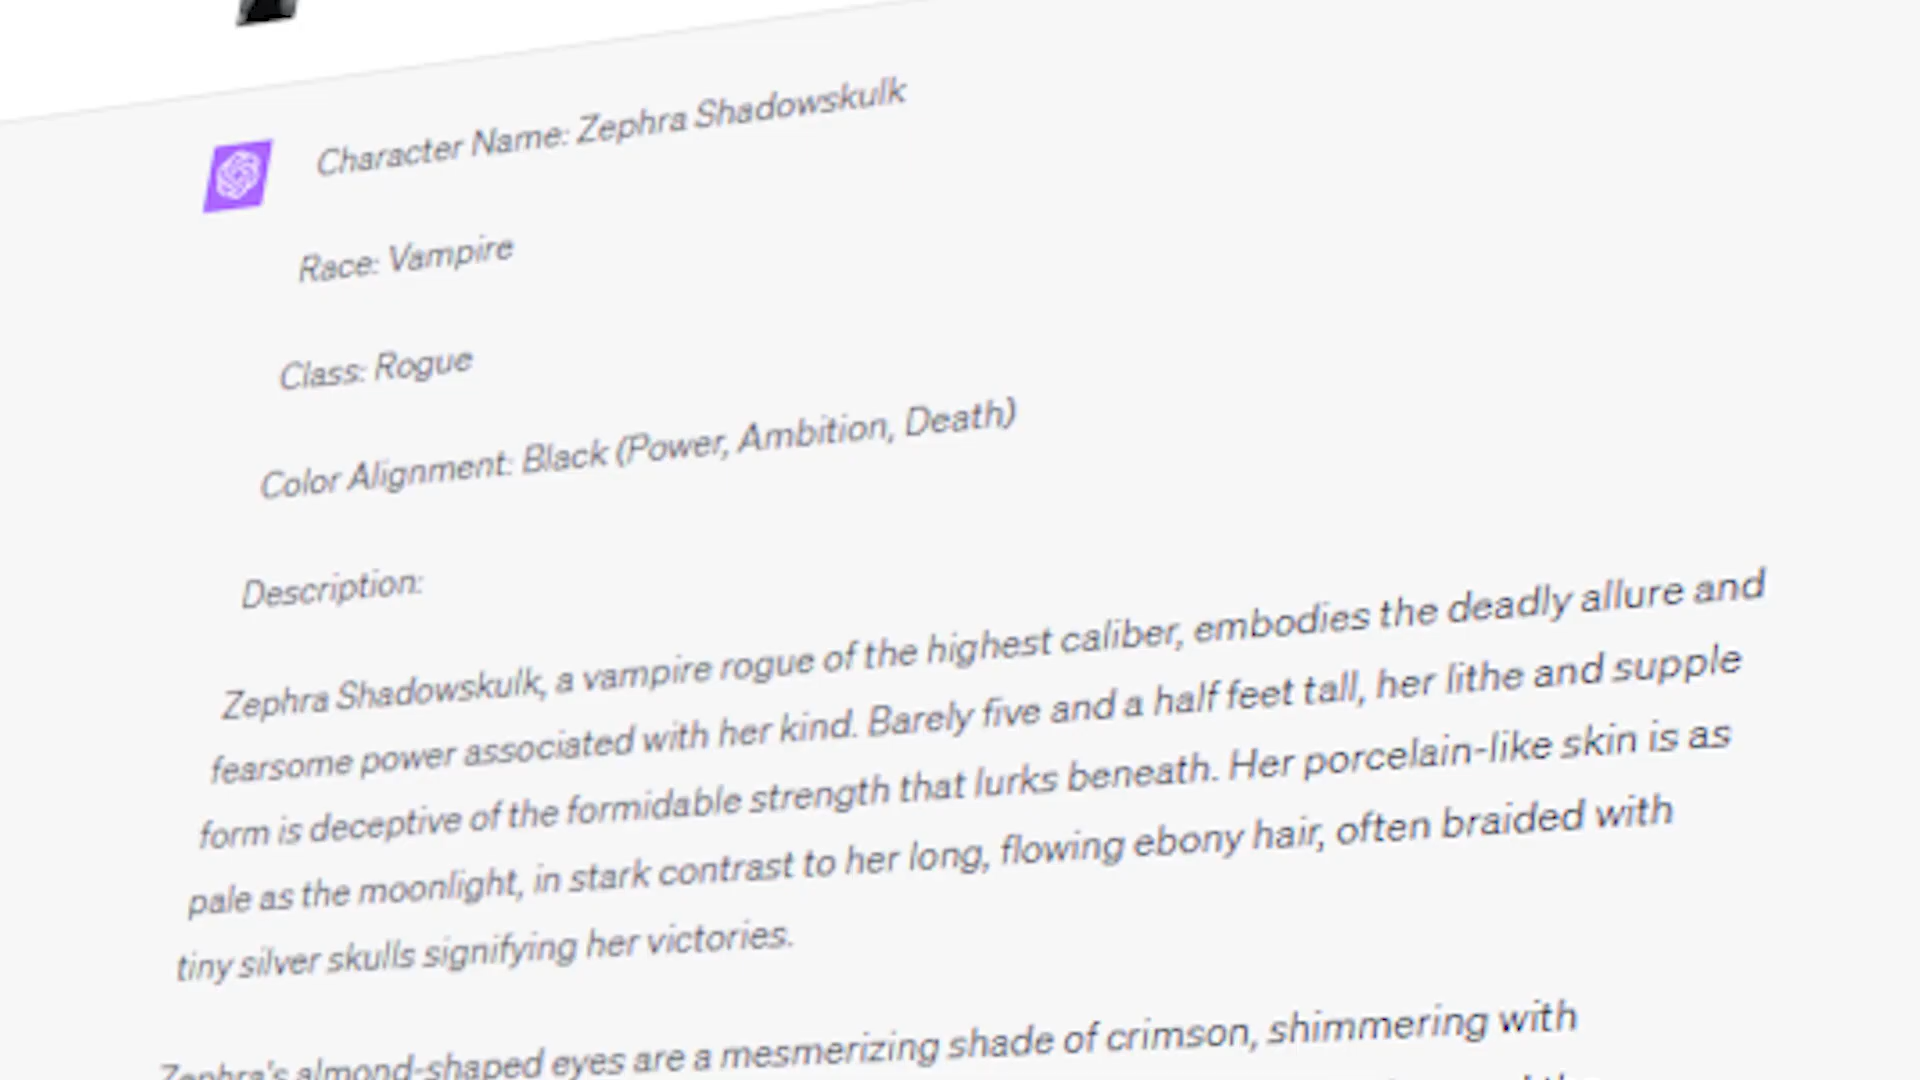 Character Name: Zephra Shadowskulk
Race: Vampire
Class: Rogue
Color Alignment: Black (Power, Ambition, Death)
Description:
Zephra Shadowskulk, a vampire rogue of the highest caliber, embodies the deadly allure and
fearsome power associated with her kind. Barely five and a half feet tall, her lithe and supple
form is deceptive of the formidable strength that lurks beneath. Her porcelain-like skin is as
pale as the moonlight, in stark contrast to her long, flowing ebony hair, often braided with
tiny silver skulls signifying her victories.
Zephra's almond-shaped eyes are a mesmerizing shade of crimson, shimmering with